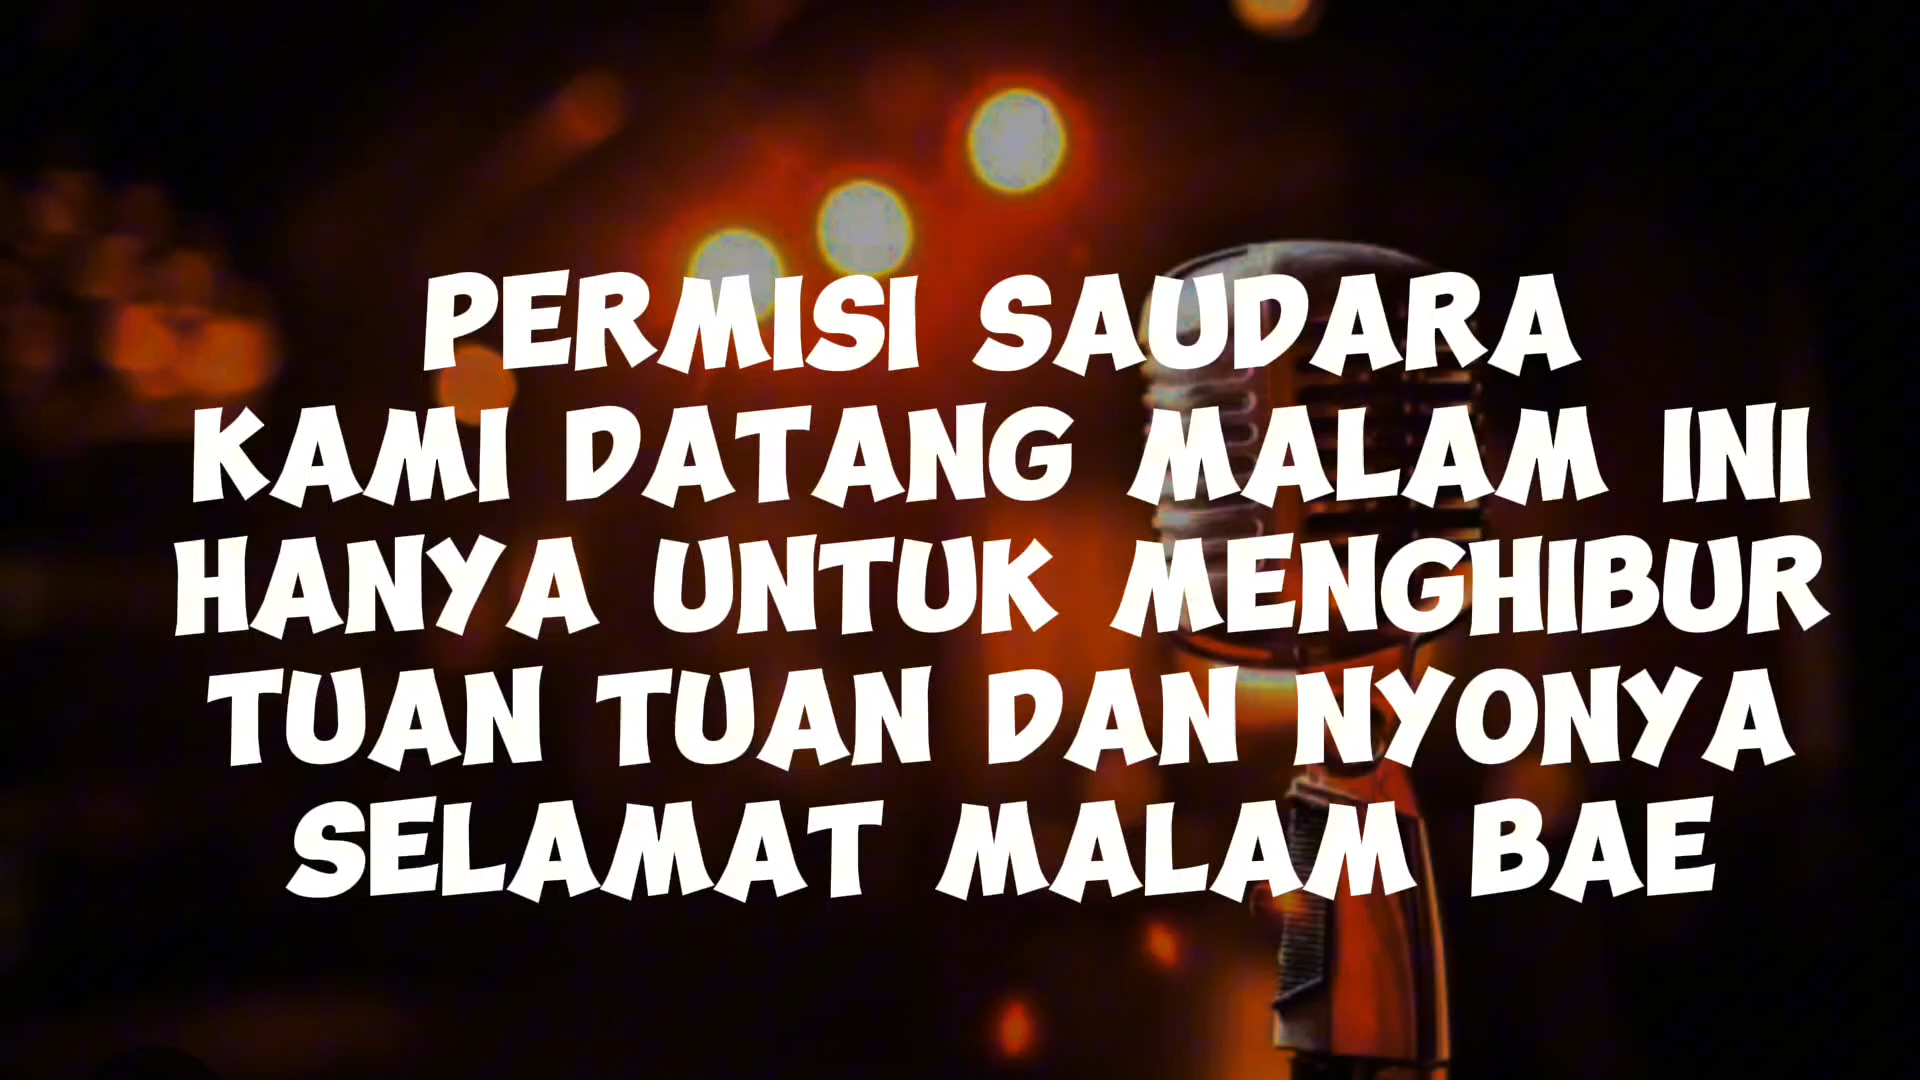 PERMISI SAUDARA
KAMI DATANG MALAM INI
HANYA UNTUK MENGHIBUR
TUAN TUAN DAN NYONYA
SELAMAT MALAM BAE